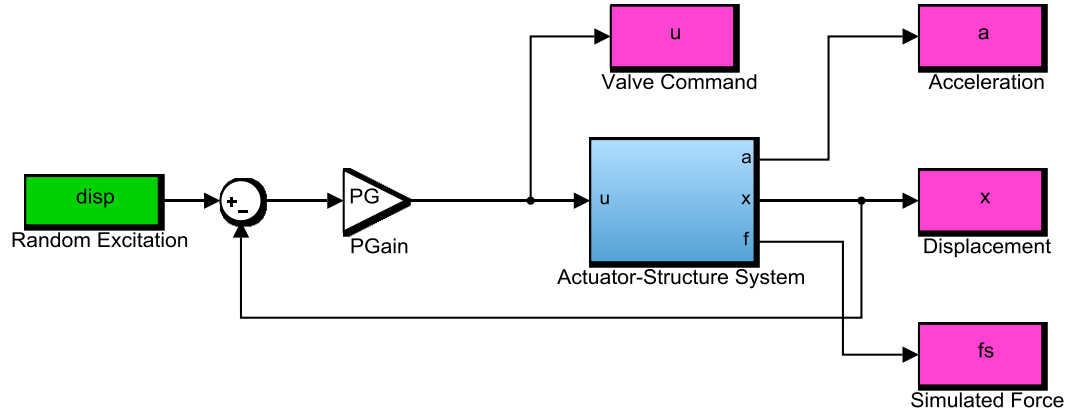 u
Valve Command
a
Acceleration
disp
Random Excitation
+
-
PG
PGain
u
a
x
f
Actuator-Structure System
x
Displacement
fs
Simulated Force